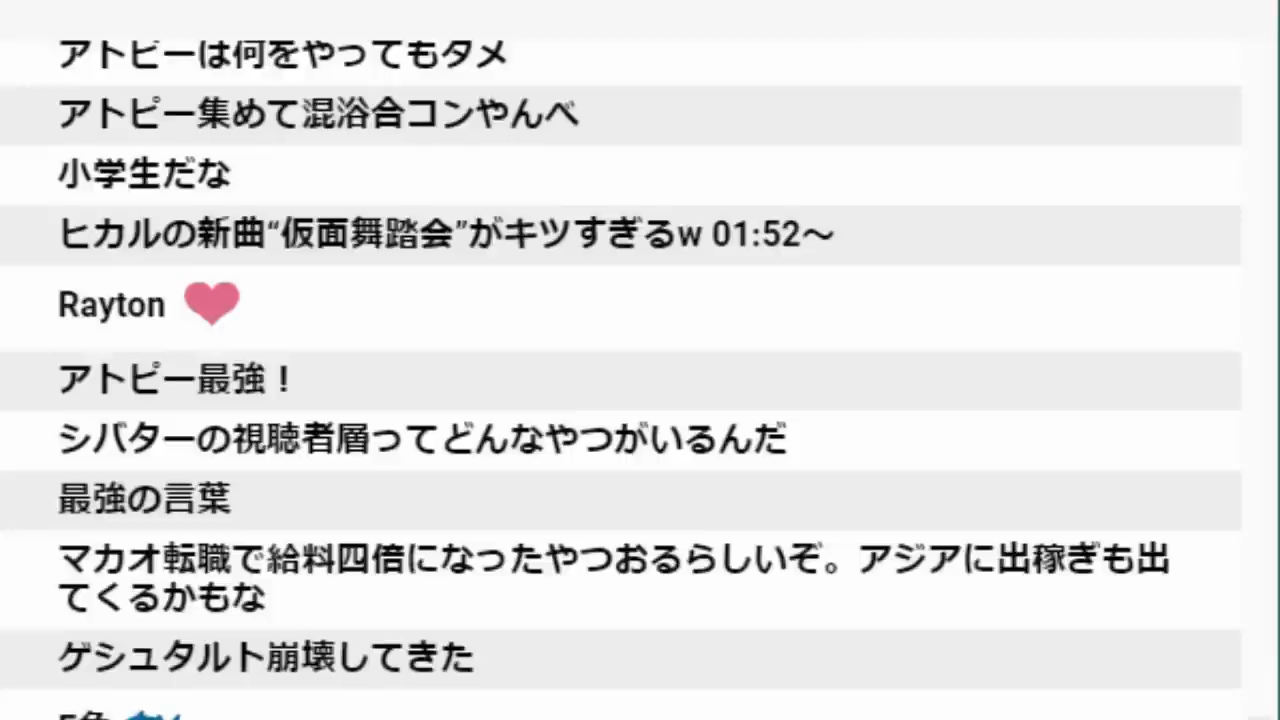 アトピーは何をやってもダメ
アトピー集めて混浴合コンやんべ
小学生だな
ヒカルの新曲“仮面舞踏会”がキツすぎるw 01:52〜
Rayton
アトピー最強！
シバターの視聴者層ってどんなやつがいるんだ
最強の言葉
マカオ転職で給料四倍になったやつおるらしいぞ。アジアに出稼ぎも出
てくるかもな
ゲシュタルト崩壊してきた